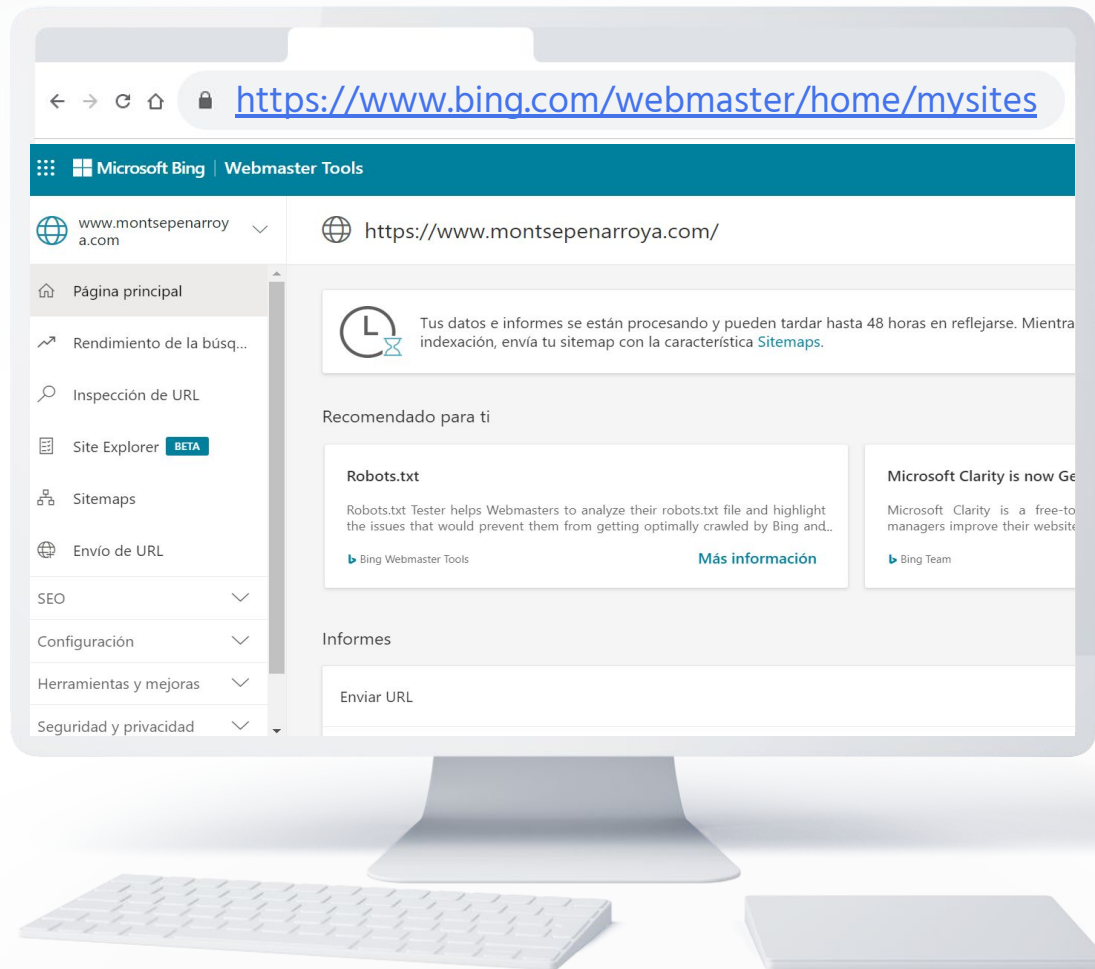 https://www.bing.com/webmaster/home/mysites
Microsoft Bing | Webmaster Tools
www.montsepenarroy
a.com
https://www.montsepenarroya.com/
Página principal
Rendimiento de la búsq...
Inspección de URL
Site Explorer BETA
Sitemaps
Envío de URL
SEO
Configuración
Herramientas y mejoras
Seguridad y privacidad
Tus datos e informes se están procesando y pueden tardar hasta 48 horas en reflejarse. Mientra
indexación, envía tu sitemap con la característica Sitemaps.
Recomendado para ti
Robots.txt
Robots.txt Tester helps Webmasters to analyze their robots.txt file and highlight
the issues that would prevent them from getting optimally crawled by Bing and...
Bing Webmaster Tools
Más información
Microsoft Clarity is now Ge
Microsoft Clarity is a free-to
managers improve their website
Bing Team
Informes
Enviar URL